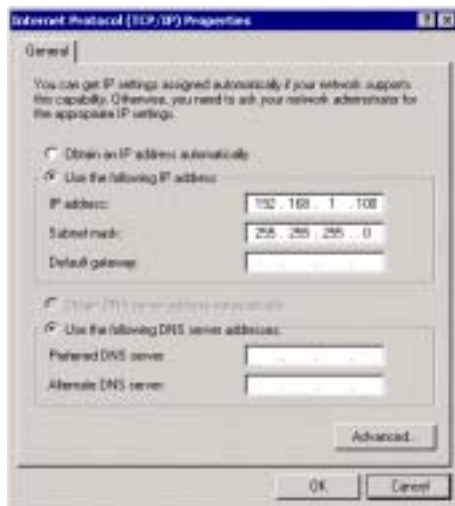 Internet Protocol (TCP/IP) Properties
General
You can get IP settings assigned automatically if your network supports
this capability. Otherwise, you need to ask your network administrator for
the appropriate IP settings.
Obtain an IP address automatically
Use the following IP address:
IP address: 192 . 168 . 1 . 100
Subnet mask: 255 . 255 . 255 . 0
Default gateway: . . .
Obtain DNS server address automatically
Use the following DNS server addresses:
Preferred DNS server: . . .
Alternate DNS server: . . .
Advanced...
OK Cancel